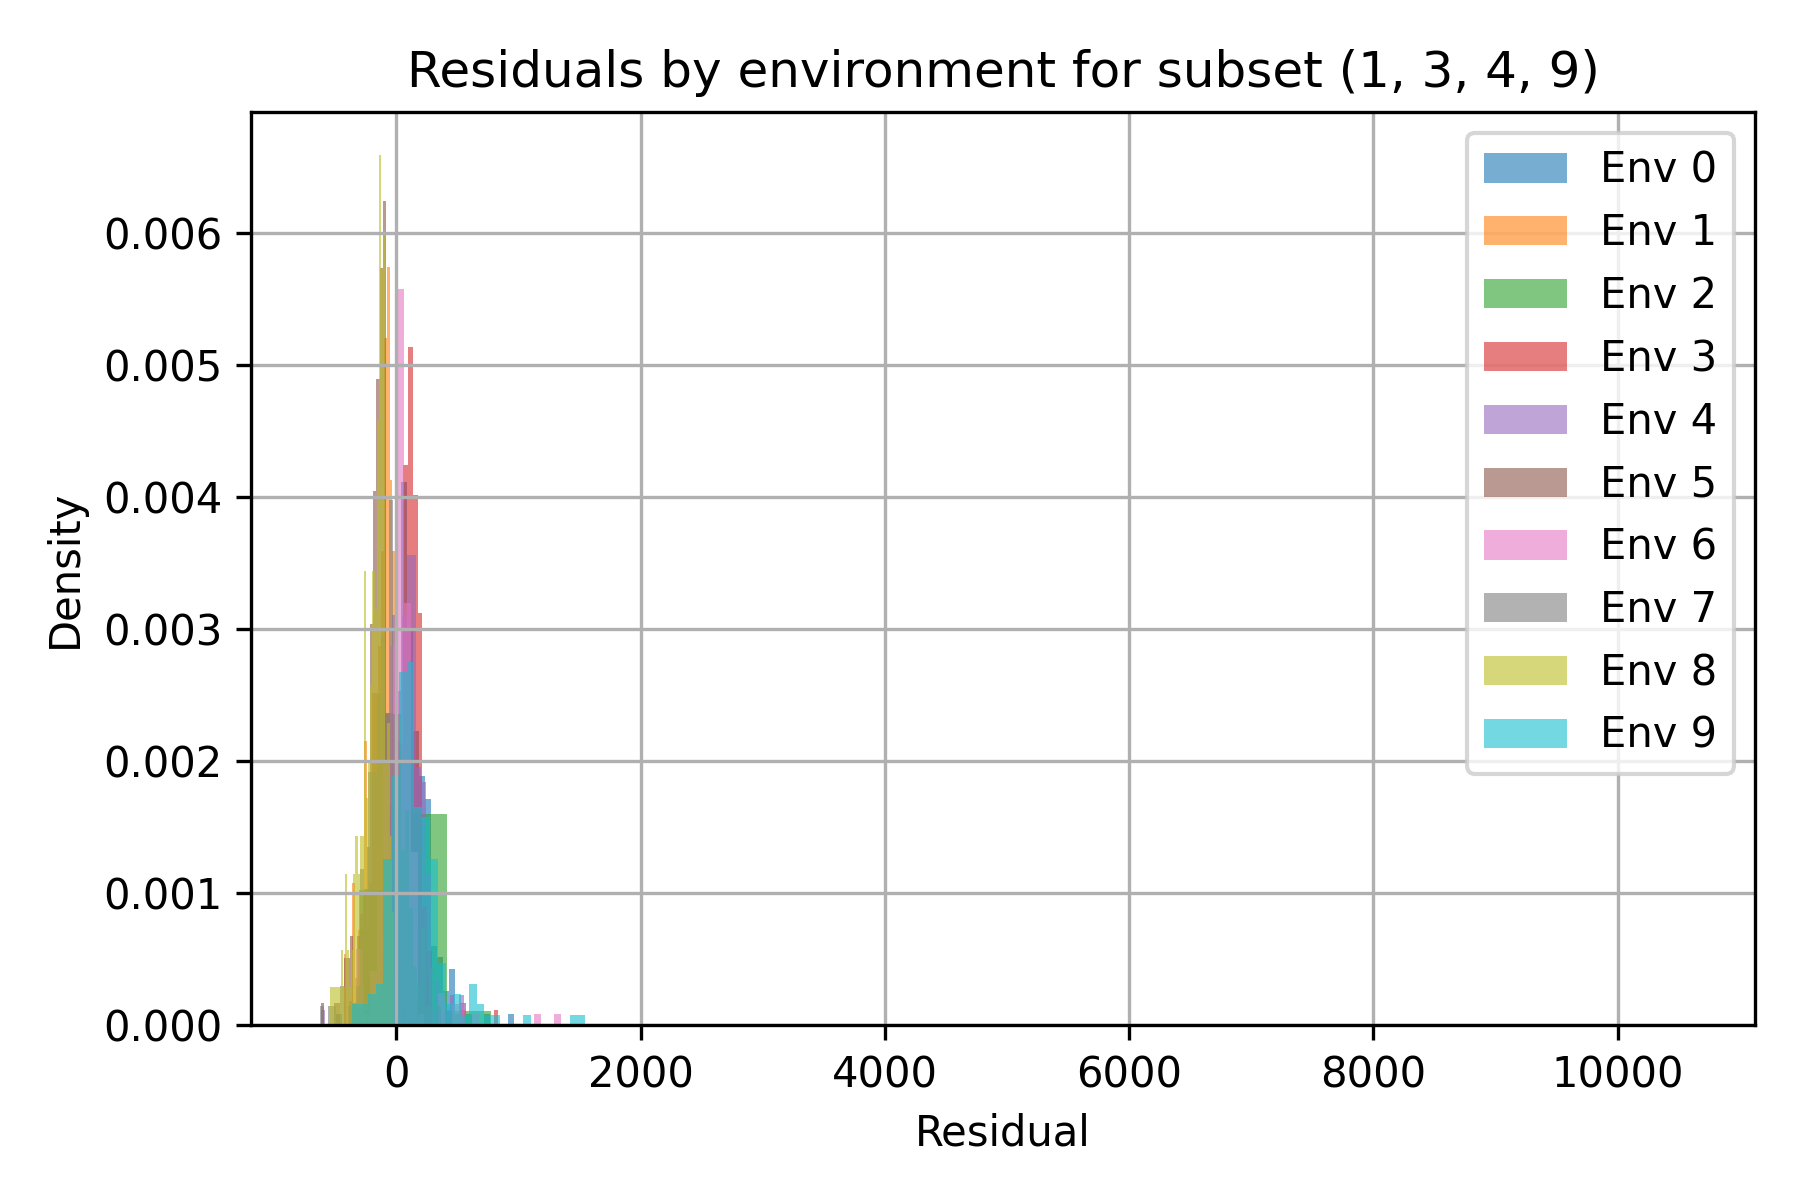 Residuals by environment for subset (1, 3, 4, 9)
Density
0.006
0.005
0.004
0.003
0.002
0.001
0.000
0
2000
4000
6000
8000
10000
Residual
Env 0
Env 1
Env 2
Env 3
Env 4
Env 5
Env 6
Env 7
Env 8
Env 9